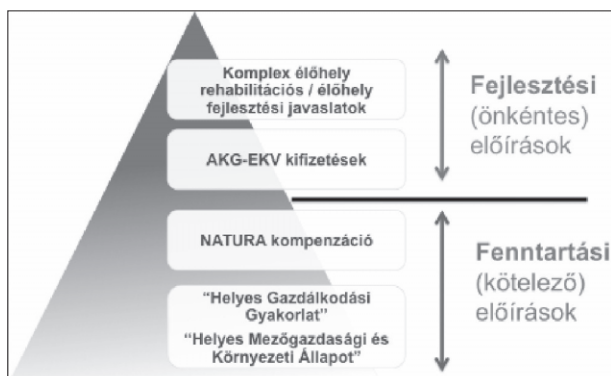 Komplex élőhely
rehabilitációs / élőhely
fejlesztési javaslatok
AKG-EKV kifizetések
Fejlesztési
(önkéntes)
előírások
NATURA kompenzáció
“Helyes Gazdálkodási
Gyakorlat”
“Helyes Mezőgazdasági és
Környezeti Állapot”
Fenntartási
(kötelező)
előírások